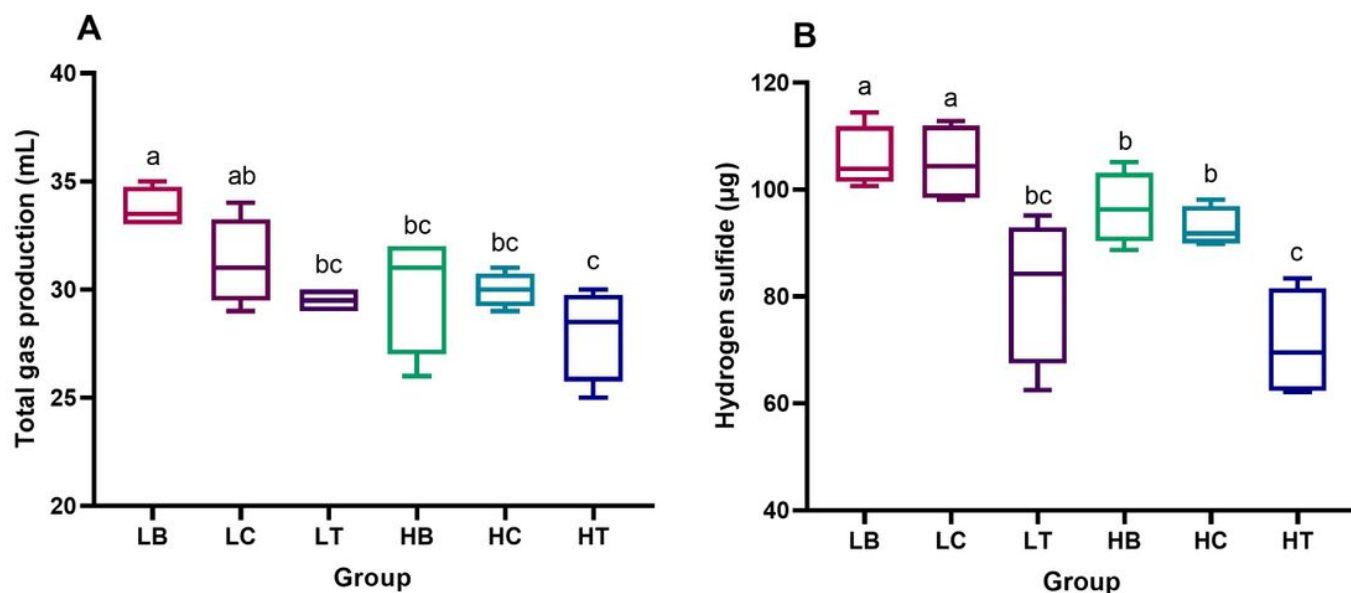 A
Total gas production (mL)
40
35
30
25
20
a
ab
bc
bc
bc
c
LB LC LT HB HC HT
Group
B
Hydrogen sulfide (µg)
120
100
80
60
40
a
a
bc
b
b
c
LB LC LT HB HC HT
Group